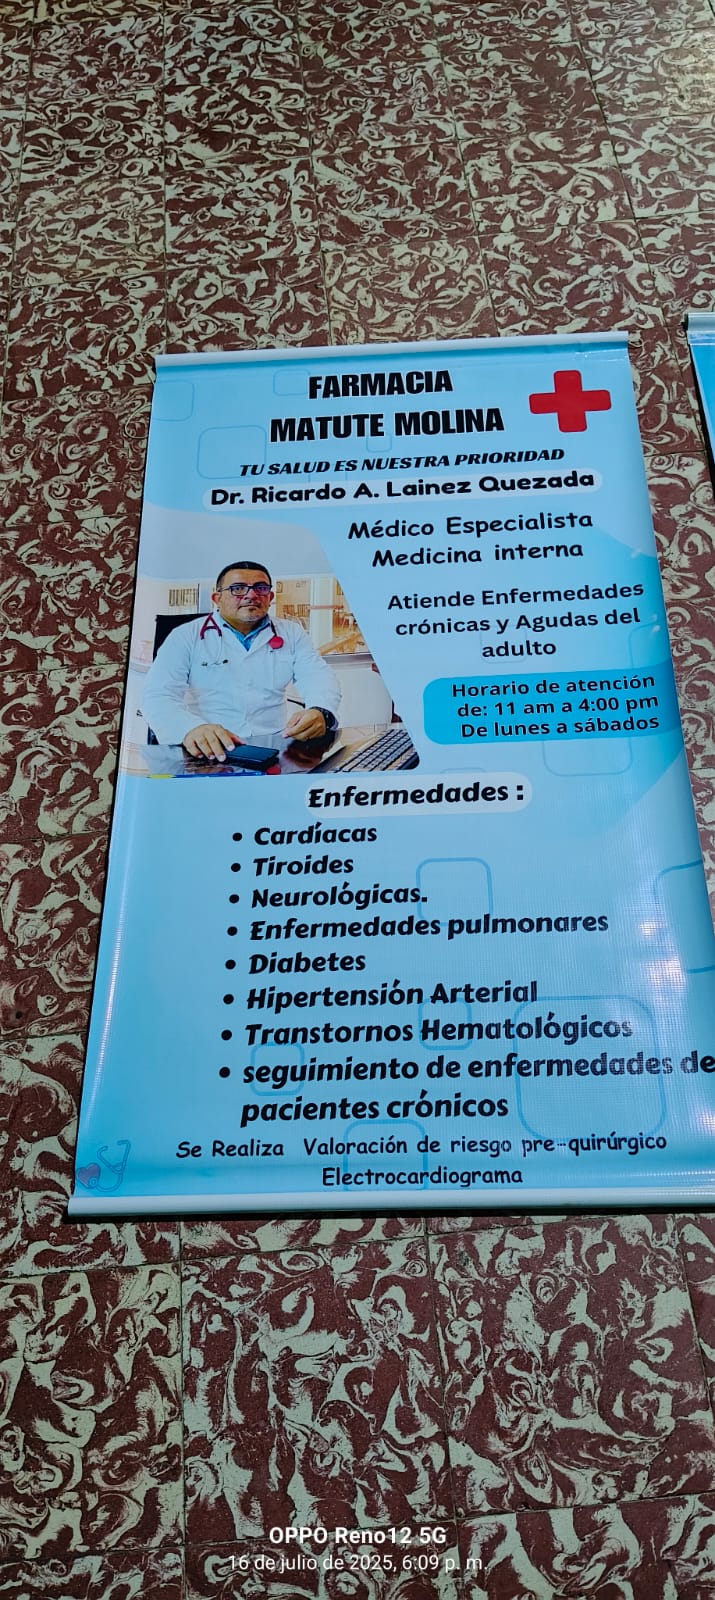 FARMACIA
MATUTE MOLINA
TU SALUD ES NUESTRA PRIORIDAD
Dr. Ricardo A. Lainez Quezada
Médico Especialista
Medicina interna
Atiende Enfermedades
crónicas y Agudas del
adulto
Horario de atención
de: 11 am a 4:00 pm
De lunes a sábados
Enfermedades :
• Cardíacas
• Tiroides
• Neurológicas.
• Enfermedades pulmonares
• Diabetes
• Hipertensión Arterial
• Transtornos Hematológicos
• seguimiento de enfermedades de
pacientes crónicos
Se Realiza Valoración de riesgo pre-quirúrgico
Electrocardiograma
OPPO Reno12 5G
16 de julio de 2025, 6:09 p. m.